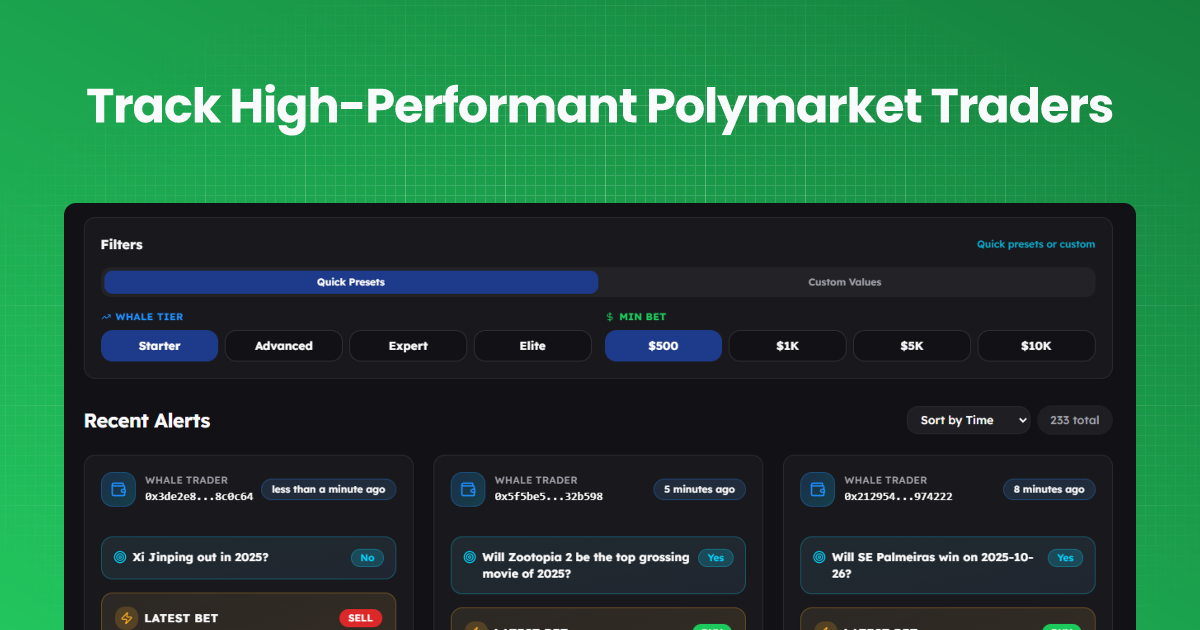 Track High-Performant Polymarket Traders
Filters
Quick presets or custom
Quick Presets
Custom Values
WHALE TIER
$ MIN BET
Starter
Advanced
Expert
Elite
$500
$1K
$5K
$10K
Recent Alerts
Sort by Time
233 total
WHALE TRADER
0x3de2e8...8c0c64
less than a minute ago
Xi Jinping out in 2025?
No
LATEST BET
SELL
WHALE TRADER
0x5f5be5...32b598
5 minutes ago
Will Zootopia 2 be the top grossing
movie of 2025?
Yes
WHALE TRADER
0x212954...974222
8 minutes ago
Will SE Palmeiras win on 2025-10-
26?
Yes